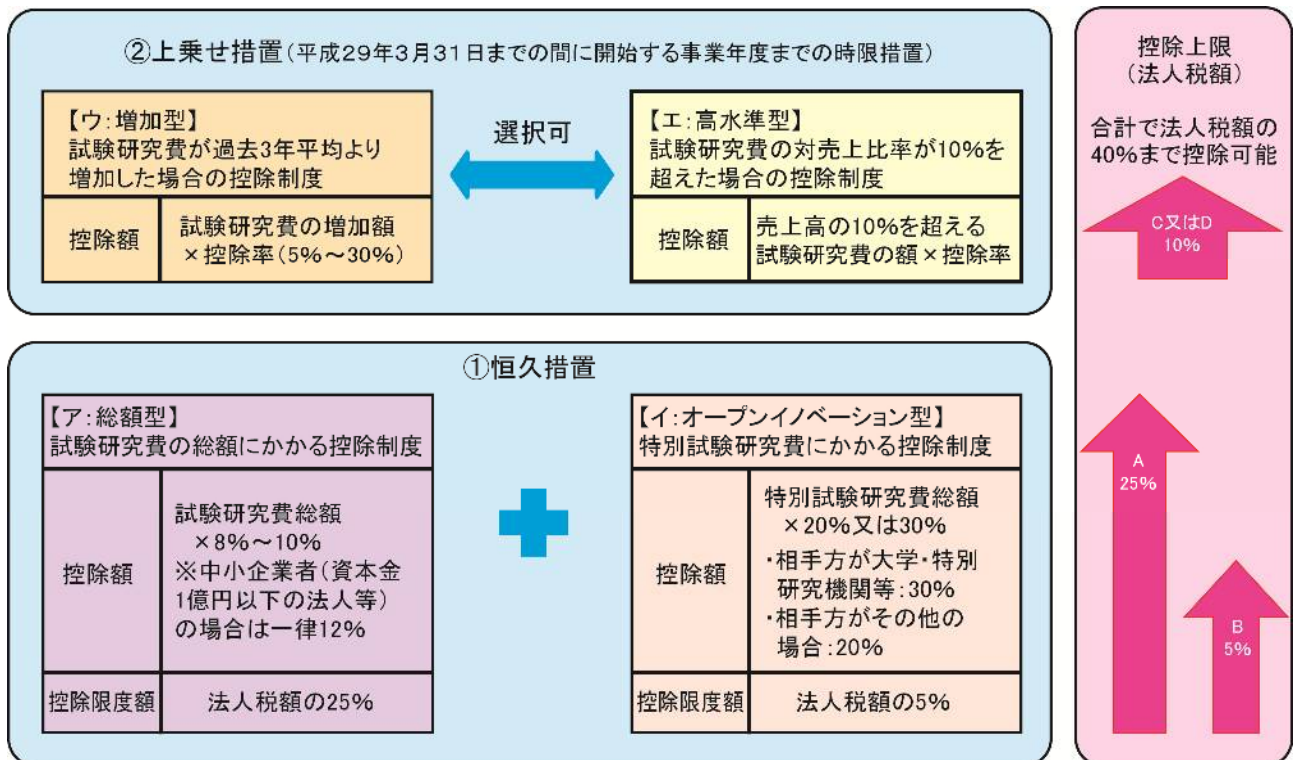 ②上乗せ措置(平成29年3月31日までの間に開始する事業年度までの時限措置)
【ウ:増加型】
試験研究費が過去3年平均より
増加した場合の控除制度
控除額
試験研究費の増加額
×控除率(5%～30%)
選択可
【エ:高水準型】
試験研究費の対売上比率が10%を
超えた場合の控除制度
控除額
売上高の10%を超える
試験研究費の額×控除率
①恒久措置
【ア:総額型】
試験研究費の総額にかかる控除制度
控除額
試験研究費総額
×8%～10%
※中小企業者(資本金
1億円以下の法人等)
の場合は一律12%
控除限度額
法人税額の25%
【イ:オープンイノベーション型】
特別試験研究費にかかる控除制度
控除額
特別試験研究費総額
×20%又は30%
・相手方が大学・特別
研究機関等:30%
・相手方がその他の
場合:20%
控除限度額
法人税額の5%
控除上限
(法人税額)
合計で法人税額の
40%まで控除可能
C又はD
10%
A
25%
B
5%